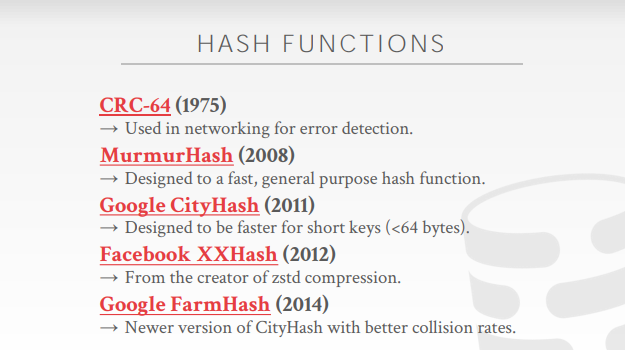 HASH FUNCTIONS
CRC-64 (1975)
→ Used in networking for error detection.
MurmurHash (2008)
→ Designed to a fast, general purpose hash function.
Google CityHash (2011)
→ Designed to be faster for short keys (<64 bytes).
Facebook XXHash (2012)
→ From the creator of zstd compression.
Google FarmHash (2014)
→ Newer version of CityHash with better collision rates.